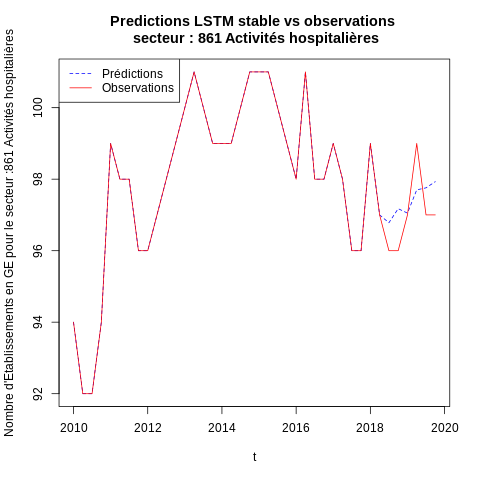 Predictions LSTM stable vs observations
secteur : 861 Activités hospitalières
Prédictions
Observations
Nombre d'Etablissements en GE pour le secteur :861 Activités hospitalières
100
98
96
94
92
2010
2012
2014
2016
2018
2020
t